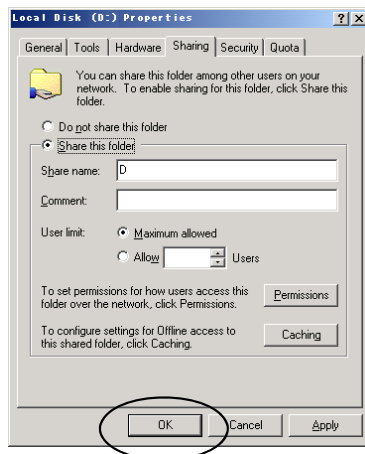 Local Disk (D:) Properties
General Tools Hardware Sharing Security Quota
You can share this folder among other users on your
network. To enable sharing for this folder, click Share this
folder.
Do not share this folder
Share this folder
Share name: D
Comment:
User limit: Maximum allowed
Allow Users
To set permissions for how users access this
folder over the network, click Permissions.
Permissions
To configure settings for Offline access to
this shared folder, click Caching.
Caching
OK Cancel Apply